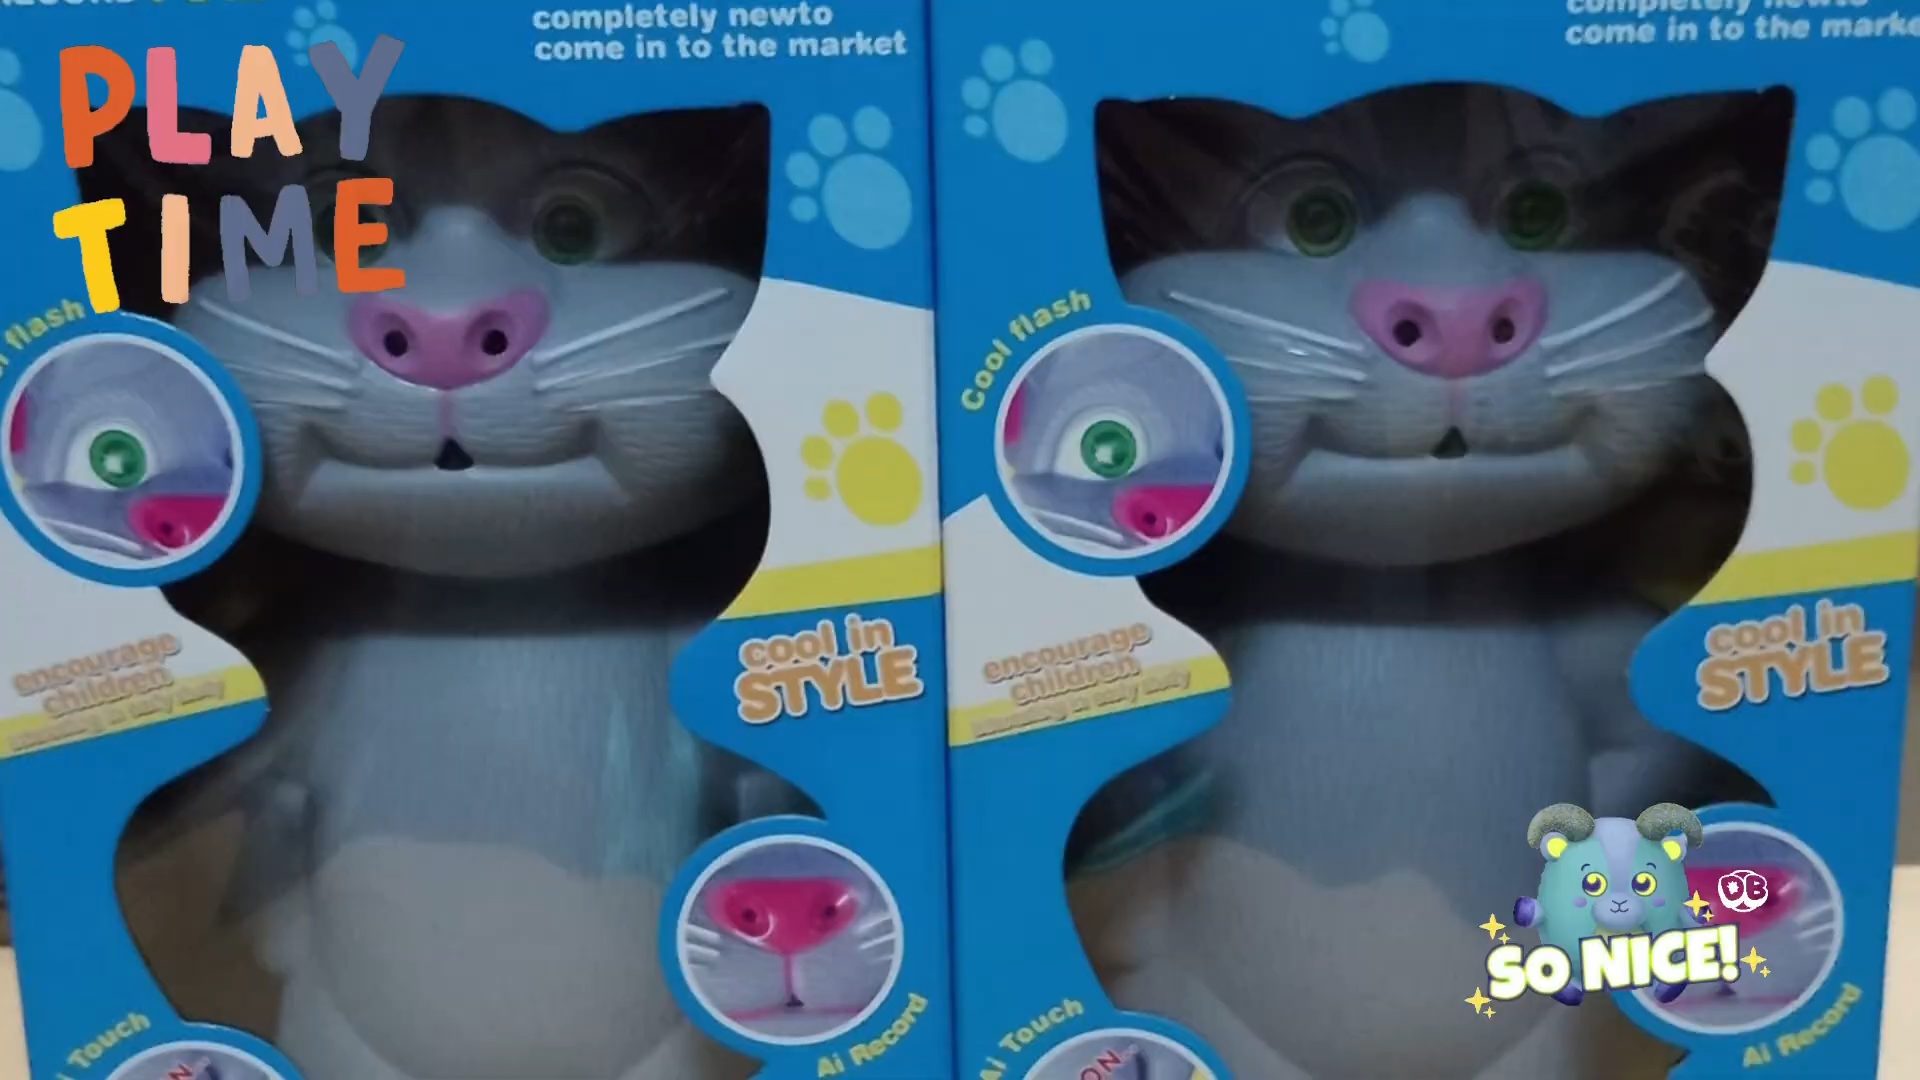 PLAY
TIME
completely newto
come in to the market
come in to the marke
flash
Cool flash
encourage
children
cool in
STYLE
encourage
children
cool in
STYLE
Touch
Ai Record
Ai Touch
Ai Record
ON
DB
SO NICE!